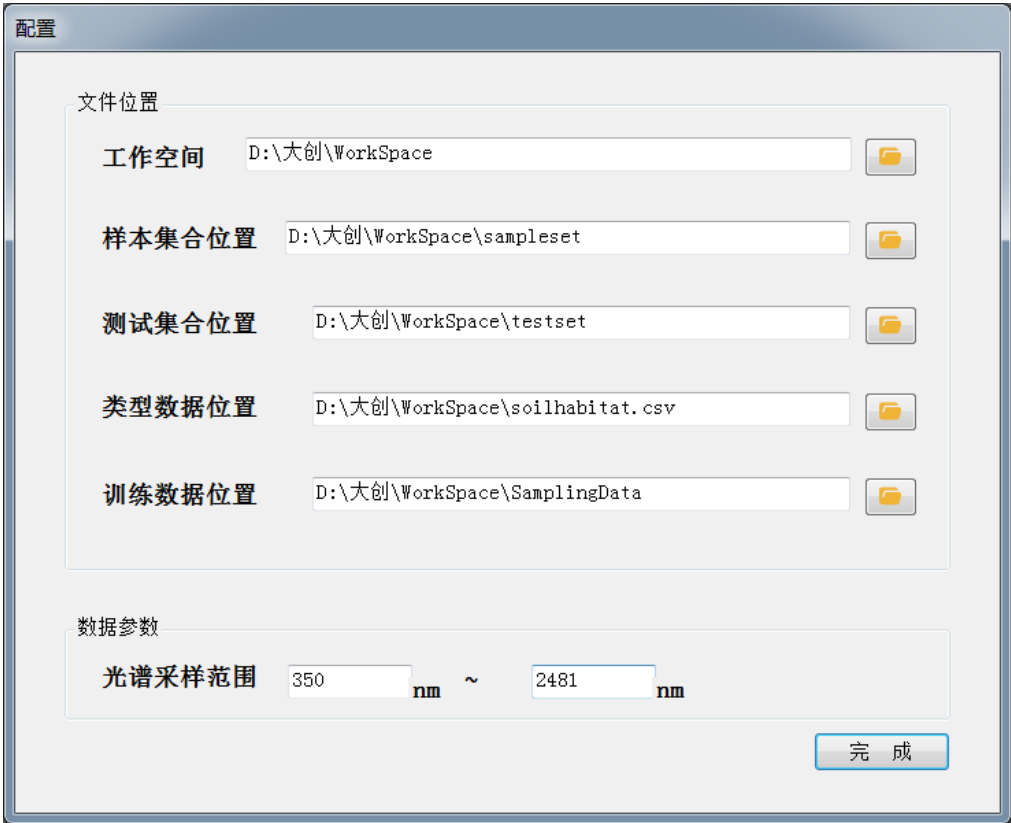 配置
文件位置
工作空间 D:\大创\WorkSpace
样本集合位置 D:\大创\WorkSpace\sampleset
测试集合位置 D:\大创\WorkSpace\testset
类型数据位置 D:\大创\WorkSpace\soilhabitat.csv
训练数据位置 D:\大创\WorkSpace\SamplingData
数据参数
光谱采样范围 350 nm ~ 2481 nm
完 成